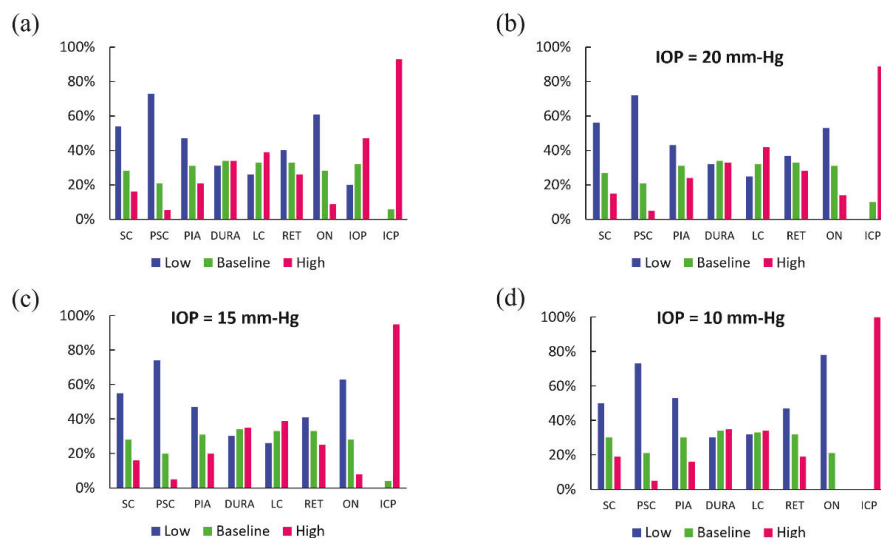 (a)
100%
80%
60%
40%
20%
0%
SC PSC PIA DURA LC RET ON IOP ICP
Low Baseline High
(b)
IOP = 20 mm-Hg
100%
80%
60%
40%
20%
0%
SC PSC PIA DURA LC RET ON ICP
Low Baseline High
(c)
IOP = 15 mm-Hg
100%
80%
60%
40%
20%
0%
SC PSC PIA DURA LC RET ON ICP
Low Baseline High
(d)
IOP = 10 mm-Hg
100%
80%
60%
40%
20%
0%
SC PSC PIA DURA LC RET ON ICP
Low Baseline High